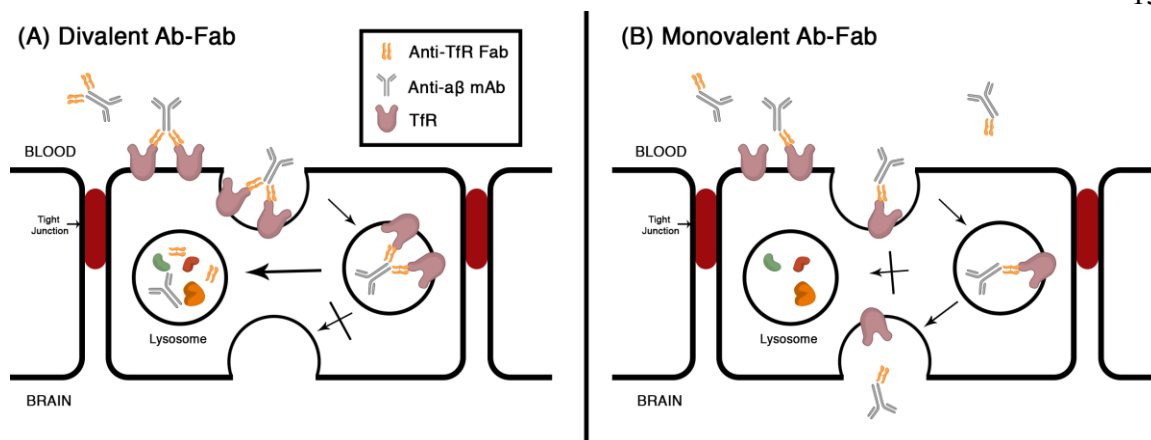 (A) Divalent Ab-Fab
Anti-TfR Fab
Anti-aβ mAb
TfR
BLOOD
Tight
Junction
Lysosome
BRAIN
(B) Monovalent Ab-Fab
BLOOD
Tight
Junction
Lysosome
BRAIN